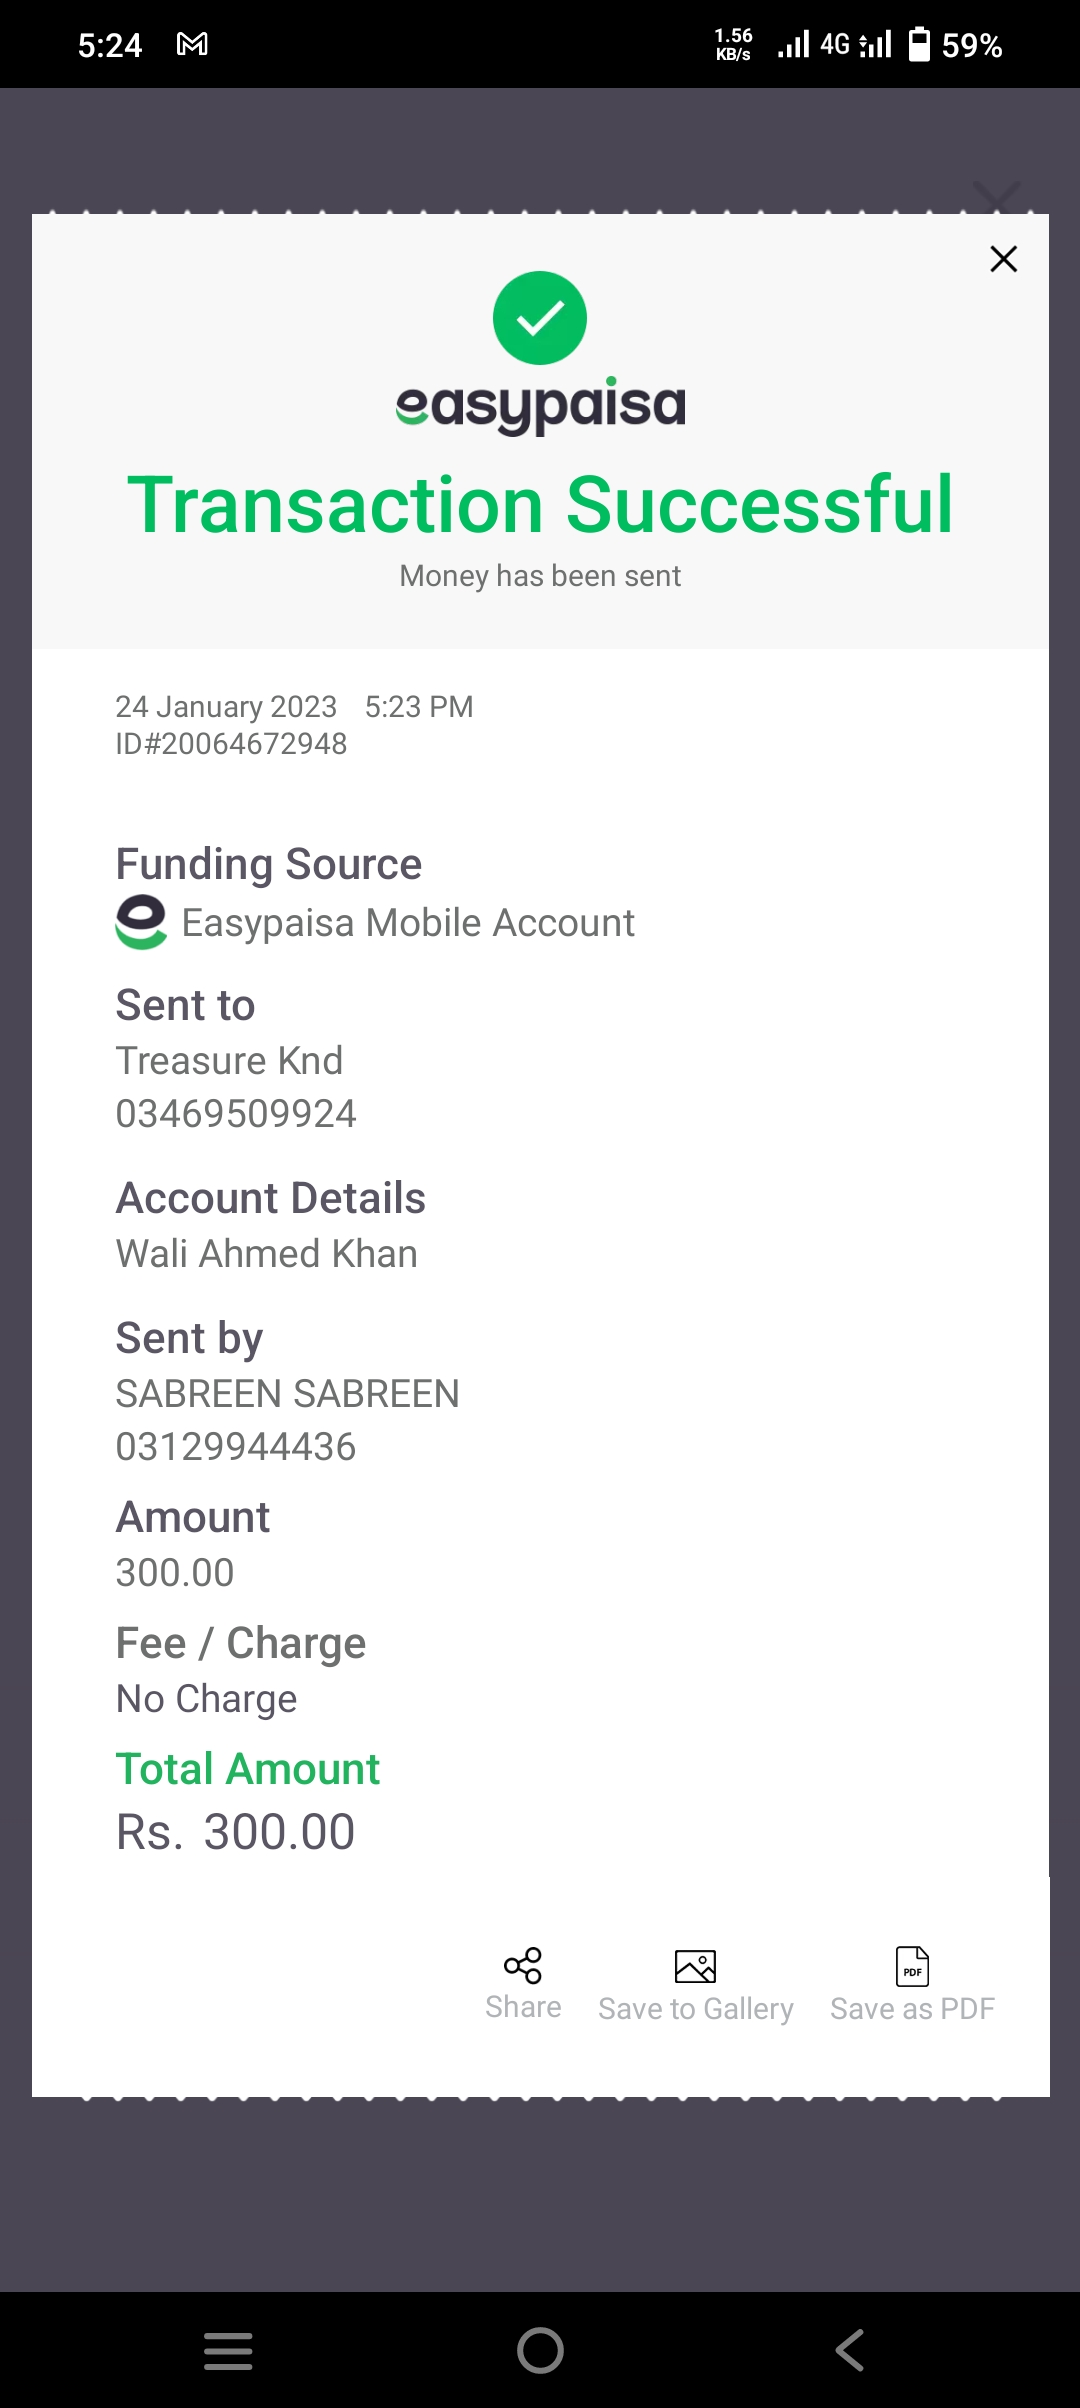 5:24
1.56
KB/s
4G
59%
easypaisa
Transaction Successful
Money has been sent
24 January 2023 5:23 PM
ID#20064672948
Funding Source
Easypaisa Mobile Account
Sent to
Treasure Knd
03469509924
Account Details
Wali Ahmed Khan
Sent by
SABREEN SABREEN
03129944436
Amount
300.00
Fee / Charge
No Charge
Total Amount
Rs. 300.00
PDF
Share
Save to Gallery
Save as PDF